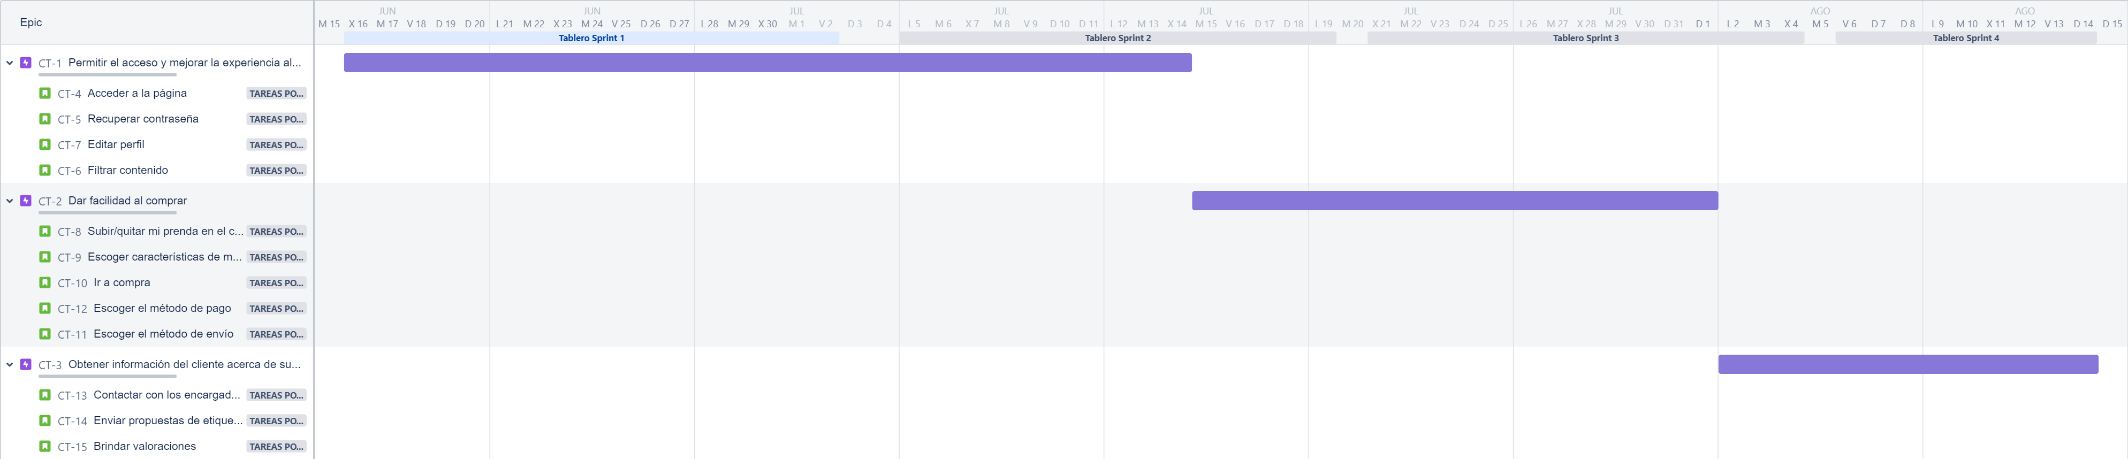 Epic
JUN JUN JUL JUL JUL JUL AGO AGO
M 15 X 16 M 17 V 18 D 19 D 20 L 21 M 22 X 23 M 24 V 25 D 26 D 27 L 28 M 29 X 30 M 1 V 2 D 3 D 4 L 5 M 6 X 7 M 8 V 9 D 10 D 11 L 12 M 13 X 14 M 15 V 16 D 17 D 18 L 19 M 20 X 21 M 22 V 23 D 24 D 25 L 26 M 27 X 28 M 29 V 30 D 31 D 1 L 2 M 3 X 4 M 5 V 6 D 7 D 8 L 9 M 10 X 11 M 12 V 13 D 14 D 15
Tablero Sprint 1 Tablero Sprint 2 Tablero Sprint 3 Tablero Sprint 4
CT-1 Permitir el acceso y mejorar la experiencia al...
CT-4 Acceder a la página TAREAS PO...
CT-5 Recuperar contraseña TAREAS PO...
CT-7 Editar perfil TAREAS PO...
CT-6 Filtrar contenido TAREAS PO...
CT-2 Dar facilidad al comprar
CT-8 Subir/quitar mi prenda en el c... TAREAS PO...
CT-9 Escoger características de m... TAREAS PO...
CT-10 Ir a compra TAREAS PO...
CT-12 Escoger el método de pago TAREAS PO...
CT-11 Escoger el método de envío TAREAS PO...
CT-3 Obtener información del cliente acerca de su...
CT-13 Contactar con los encargad... TAREAS PO...
CT-14 Enviar propuestas de etique... TAREAS PO...
CT-15 Brindar valoraciones TAREAS PO...